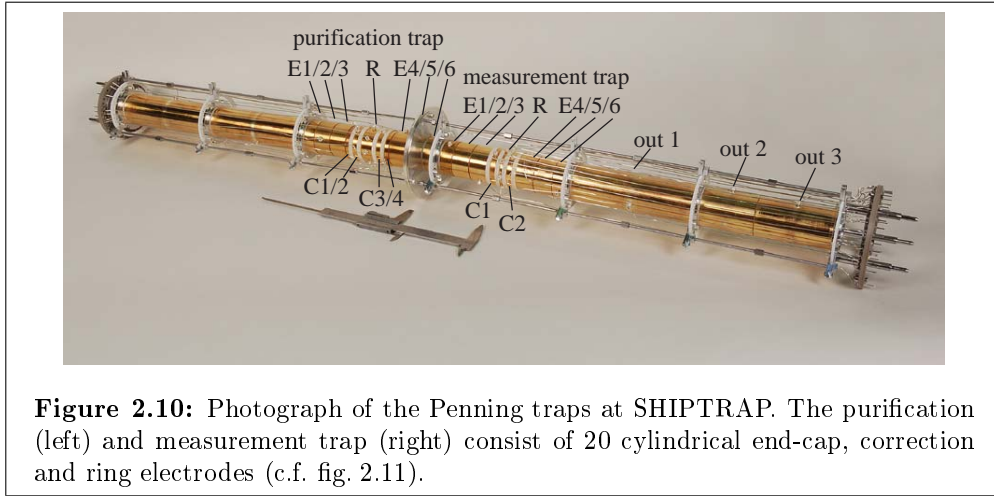 purification trap
E1/2/3 R E4/5/6
measurement trap
E1/2/3 R E4/5/6
out 1
out 2
out 3
C1/2
C3/4
C1
C2
Figure 2.10: Photograph of the Penning traps at SHIPTRAP. The purification
(left) and measurement trap (right) consist of 20 cylindrical end-cap, correction
and ring electrodes (c.f. fig. 2.11).